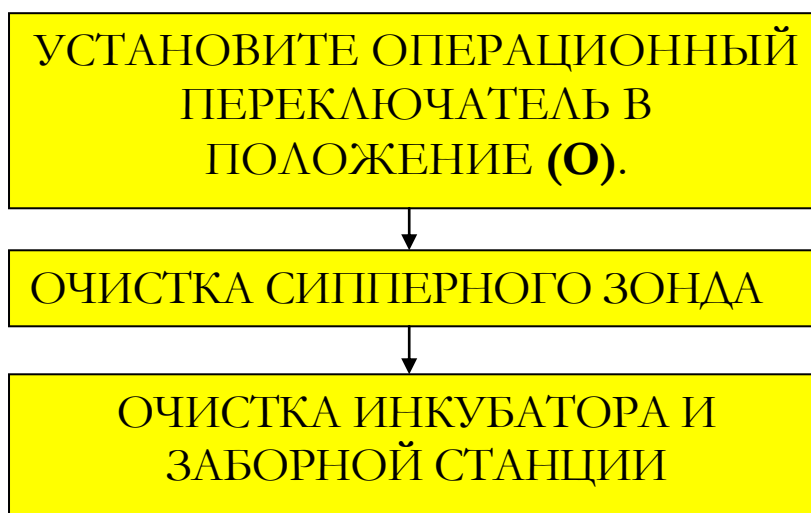 УСТАНОВИТЕ ОПЕРАЦИОННЫЙ
ПЕРЕКЛЮЧАТЕЛЬ В
ПОЛОЖЕНИЕ (О).
ОЧИСТКА СИППЕРНОГО ЗОНДА
ОЧИСТКА ИНКУБАТОРА И
ЗАБОРНОЙ СТАНЦИИ